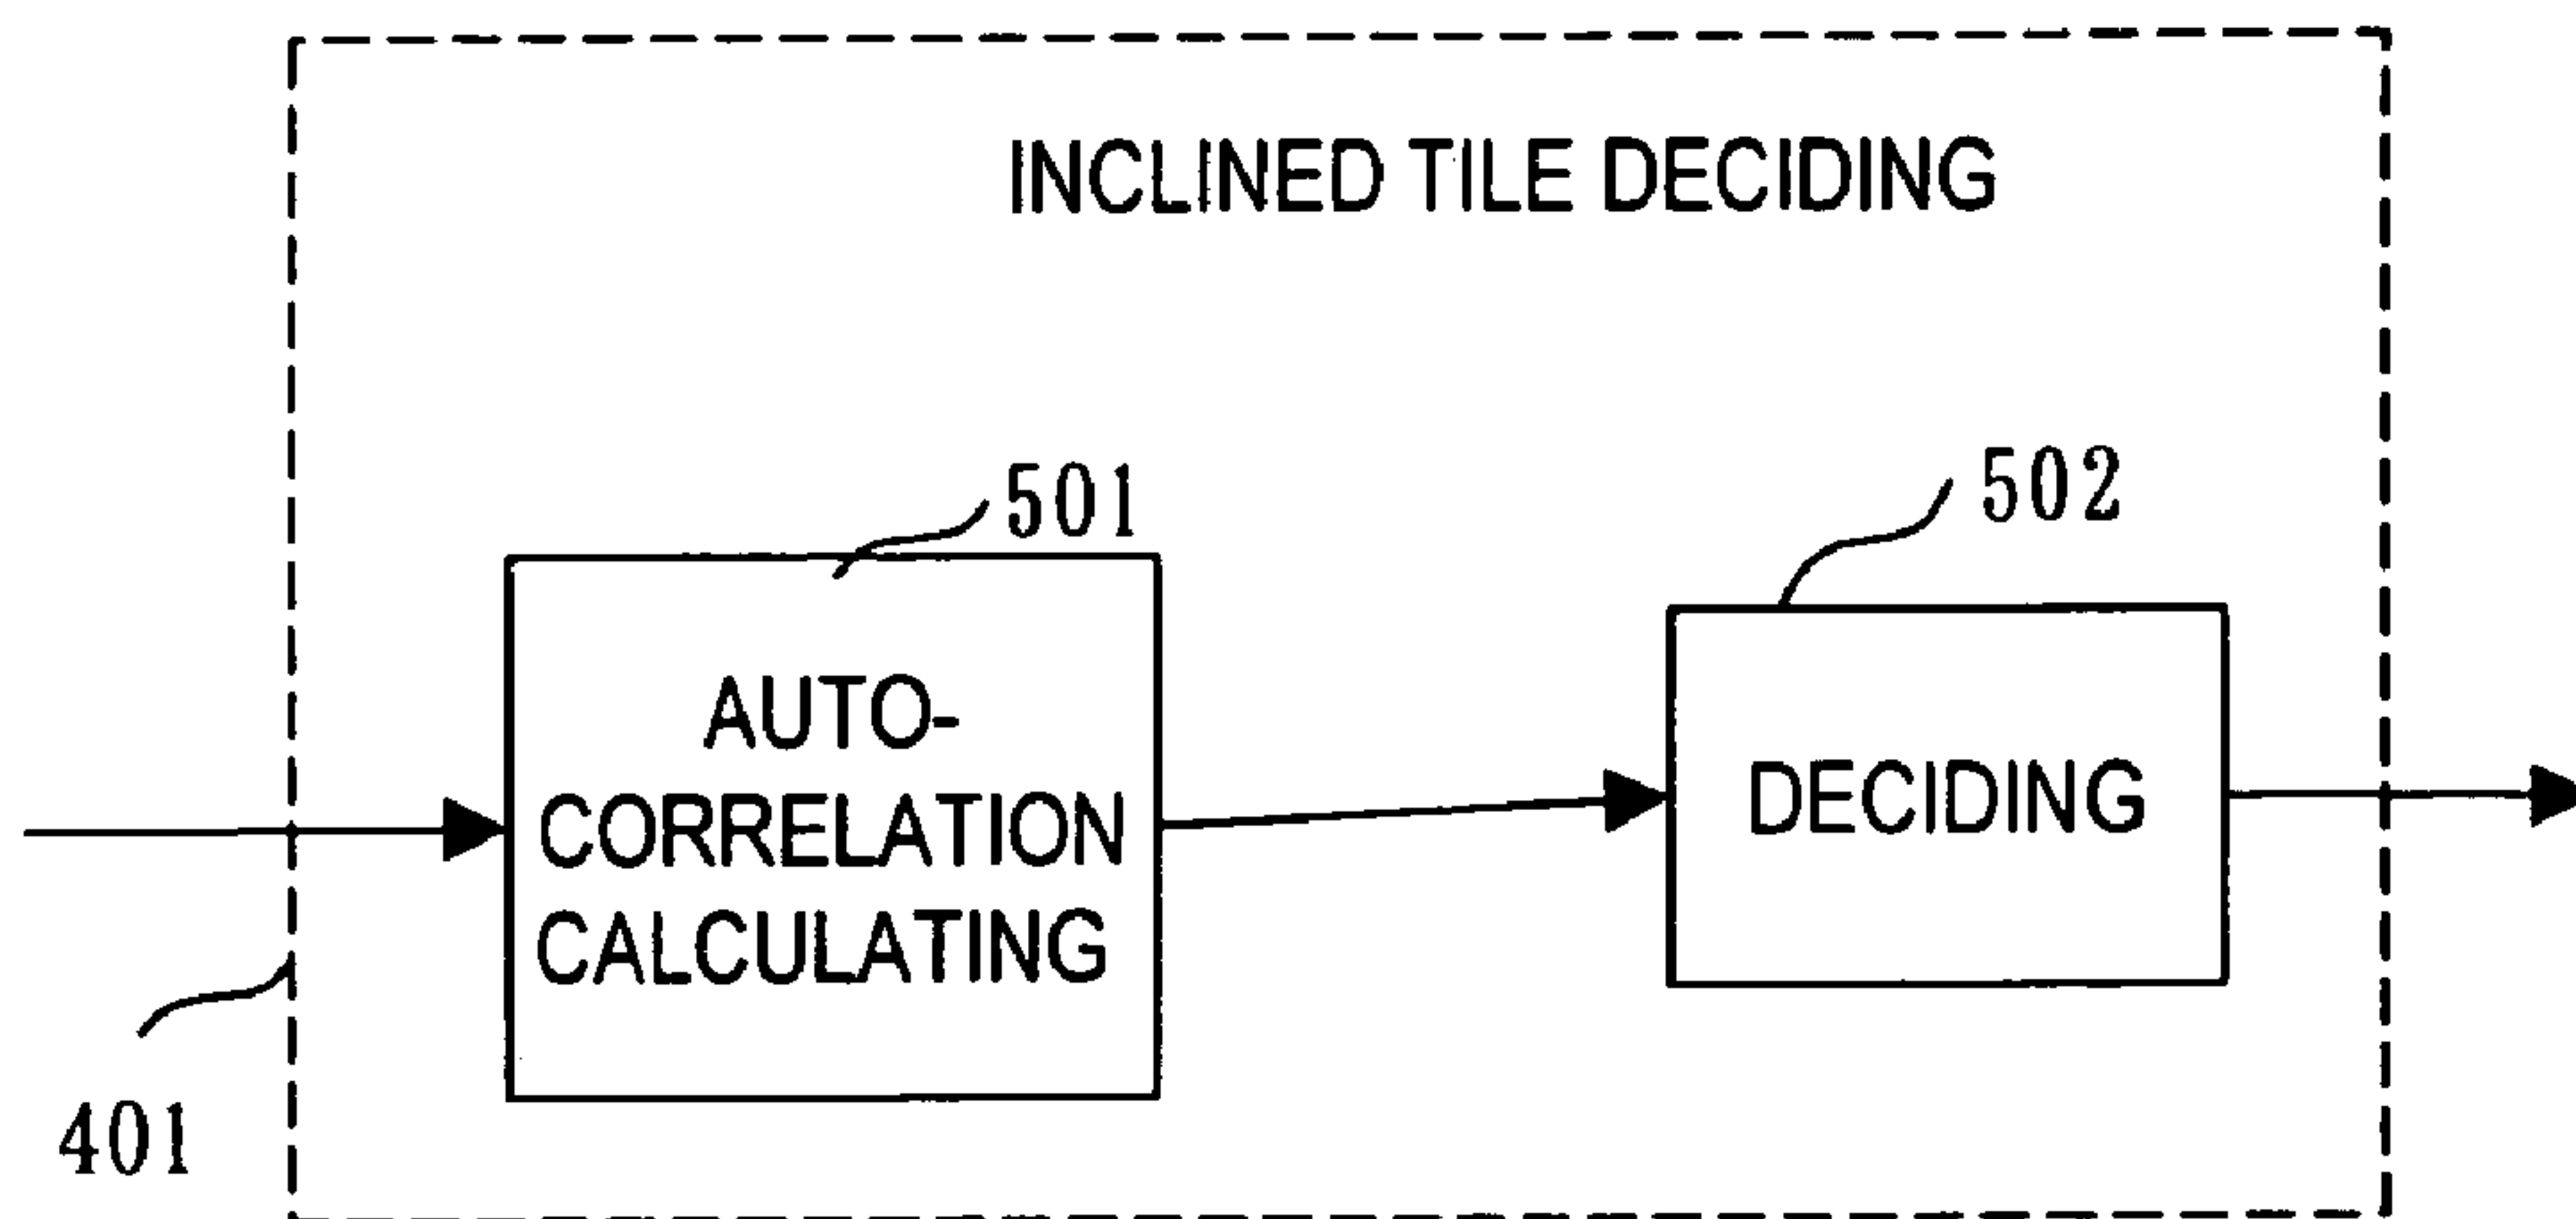 INCLINED TILE DECIDING
501
502
AUTO-
CORRELATION
CALCULATING
DECIDING
401